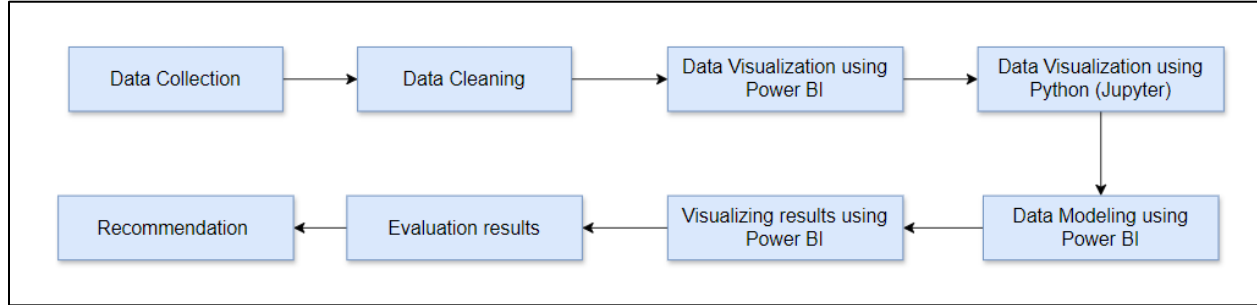 Data Collection
Data Cleaning
Data Visualization using
Power BI
Data Visualization using
Python (Jupyter)
Data Modeling using
Power BI
Visualizing results using
Power BI
Evaluation results
Recommendation